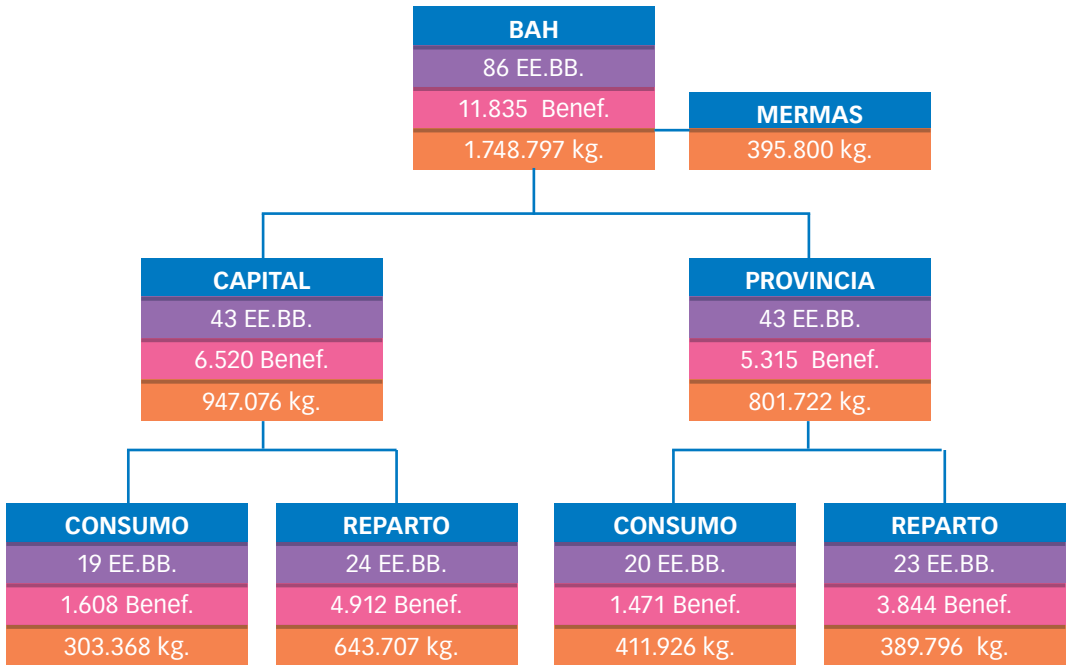 BAH
86 EE.BB.
11.835 Benef.
1.748.797 kg.
MERMAS
395.800 kg.
CAPITAL
43 EE.BB.
6.520 Benef.
947.076 kg.
PROVINCIA
43 EE.BB.
5.315 Benef.
801.722 kg.
CONSUMO
19 EE.BB.
1.608 Benef.
303.368 kg.
REPARTO
24 EE.BB.
4.912 Benef.
643.707 kg.
CONSUMO
20 EE.BB.
1.471 Benef.
411.926 kg.
REPARTO
23 EE.BB.
3.844 Benef.
389.796 kg.